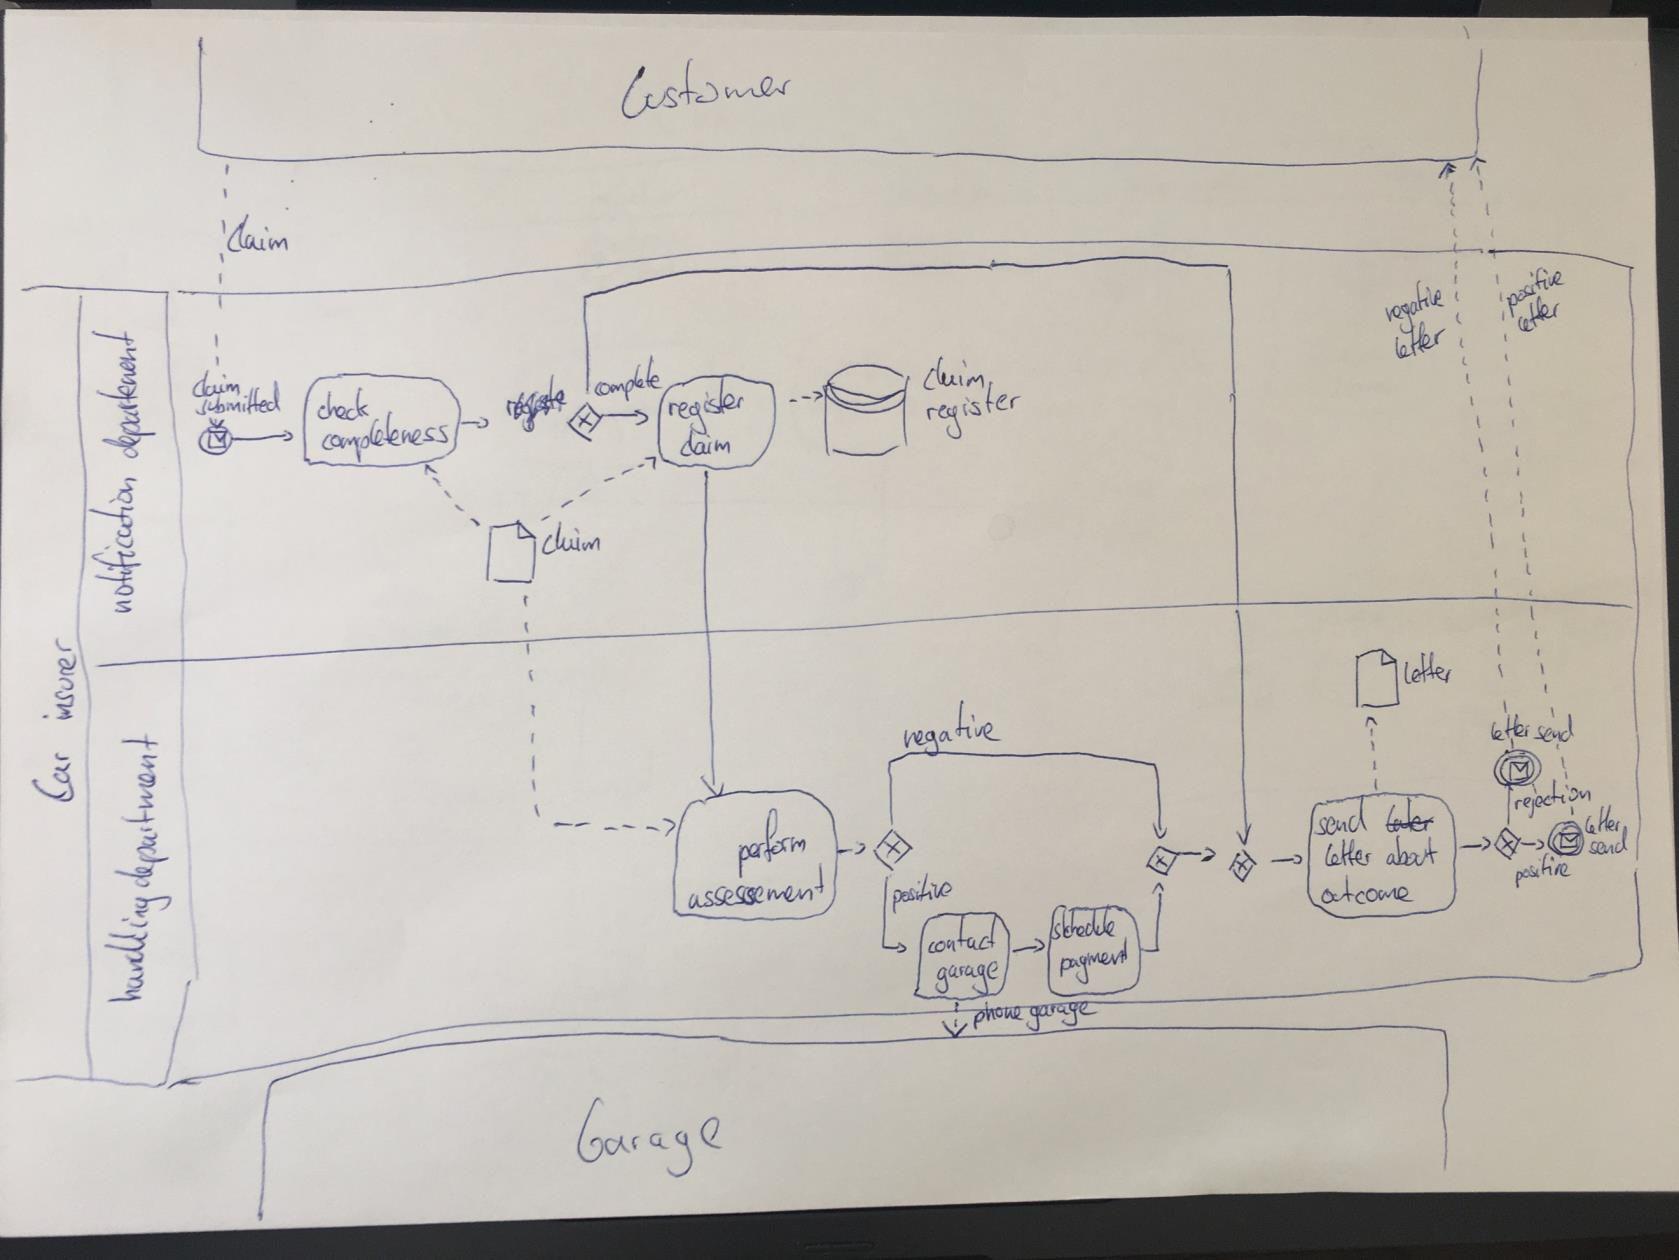 Customer
claim
Car insurer
notification departement
claim
submitted
check
completeness
complete
register
claim
claim
register
claim
negative
letter
positive
letter
handling department
perform
assessement
negative
positive
contact
garage
schedule
payment
phone garage
letter
send
letter about
outcome
letter send
rejection
letter
send
positive
Garage